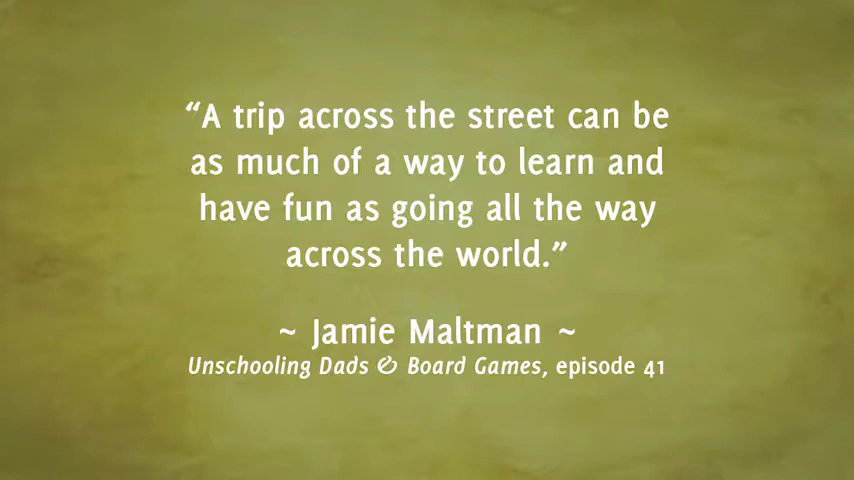 “A trip across the street can be
as much of a way to learn and
have fun as going all the way
across the world.”
~ Jamie Maltman ~
Unschooling Dads & Board Games, episode 41